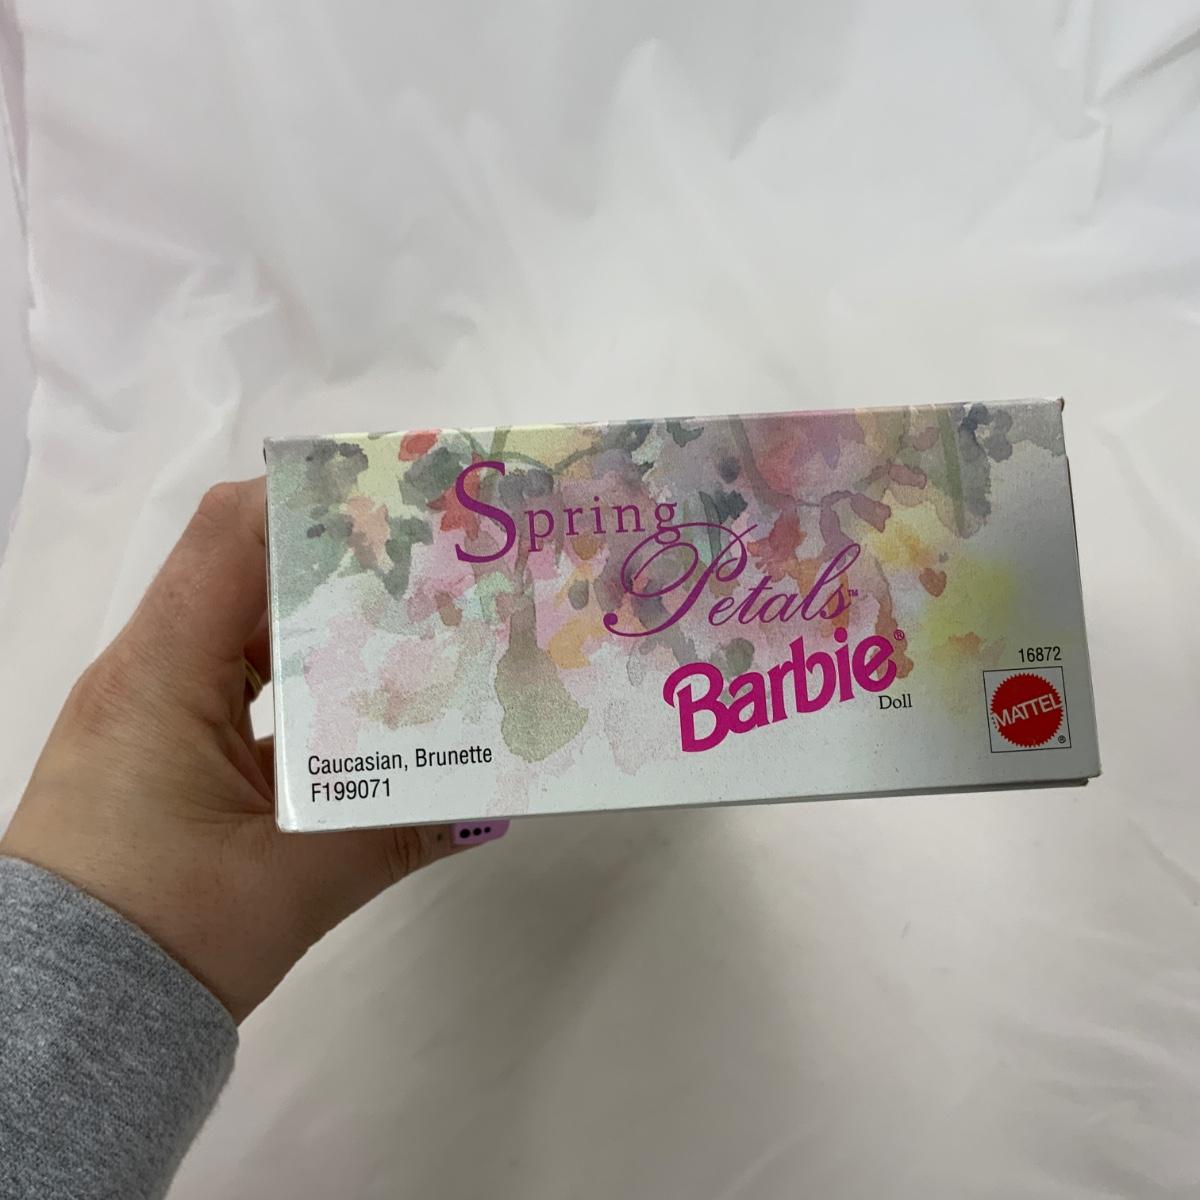 Spring
Petals™
Barbie®
Doll
16872
MATTEL
®
Caucasian, Brunette
F199071